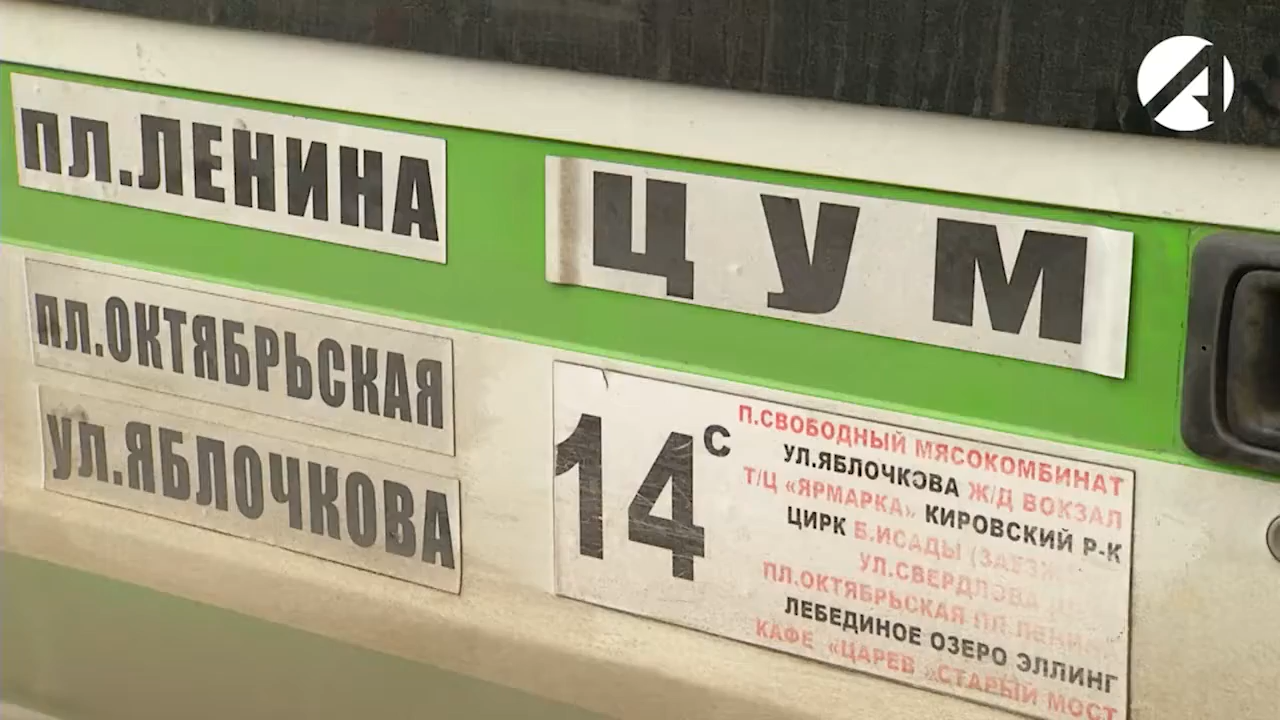 пл.ЛЕНИНА
пл.ОКТЯБРЬСКАЯ
ул.ЯБЛОЧКОВА
ЦУМ
14с
П.СВОБОДНЫЙ МЯСОКОМБИНАТ
УЛ.ЯБЛОЧКОВА Ж/Д ВОКЗАЛ
Т/Ц «ЯРМАРКА» КИРОВСКИЙ Р-К
ЦИРК Б.ИСАДЫ
УЛ.СВЕРДЛОВА
ПЛ.ОКТЯБРЬСКАЯ ПЛ.ЛЕНИНА
ЛЕБЕДИНОЕ ОЗЕРО ЭЛЛИНГ
КАФЕ «ЦАРЕВ» СТАРЫЙ МОСТ